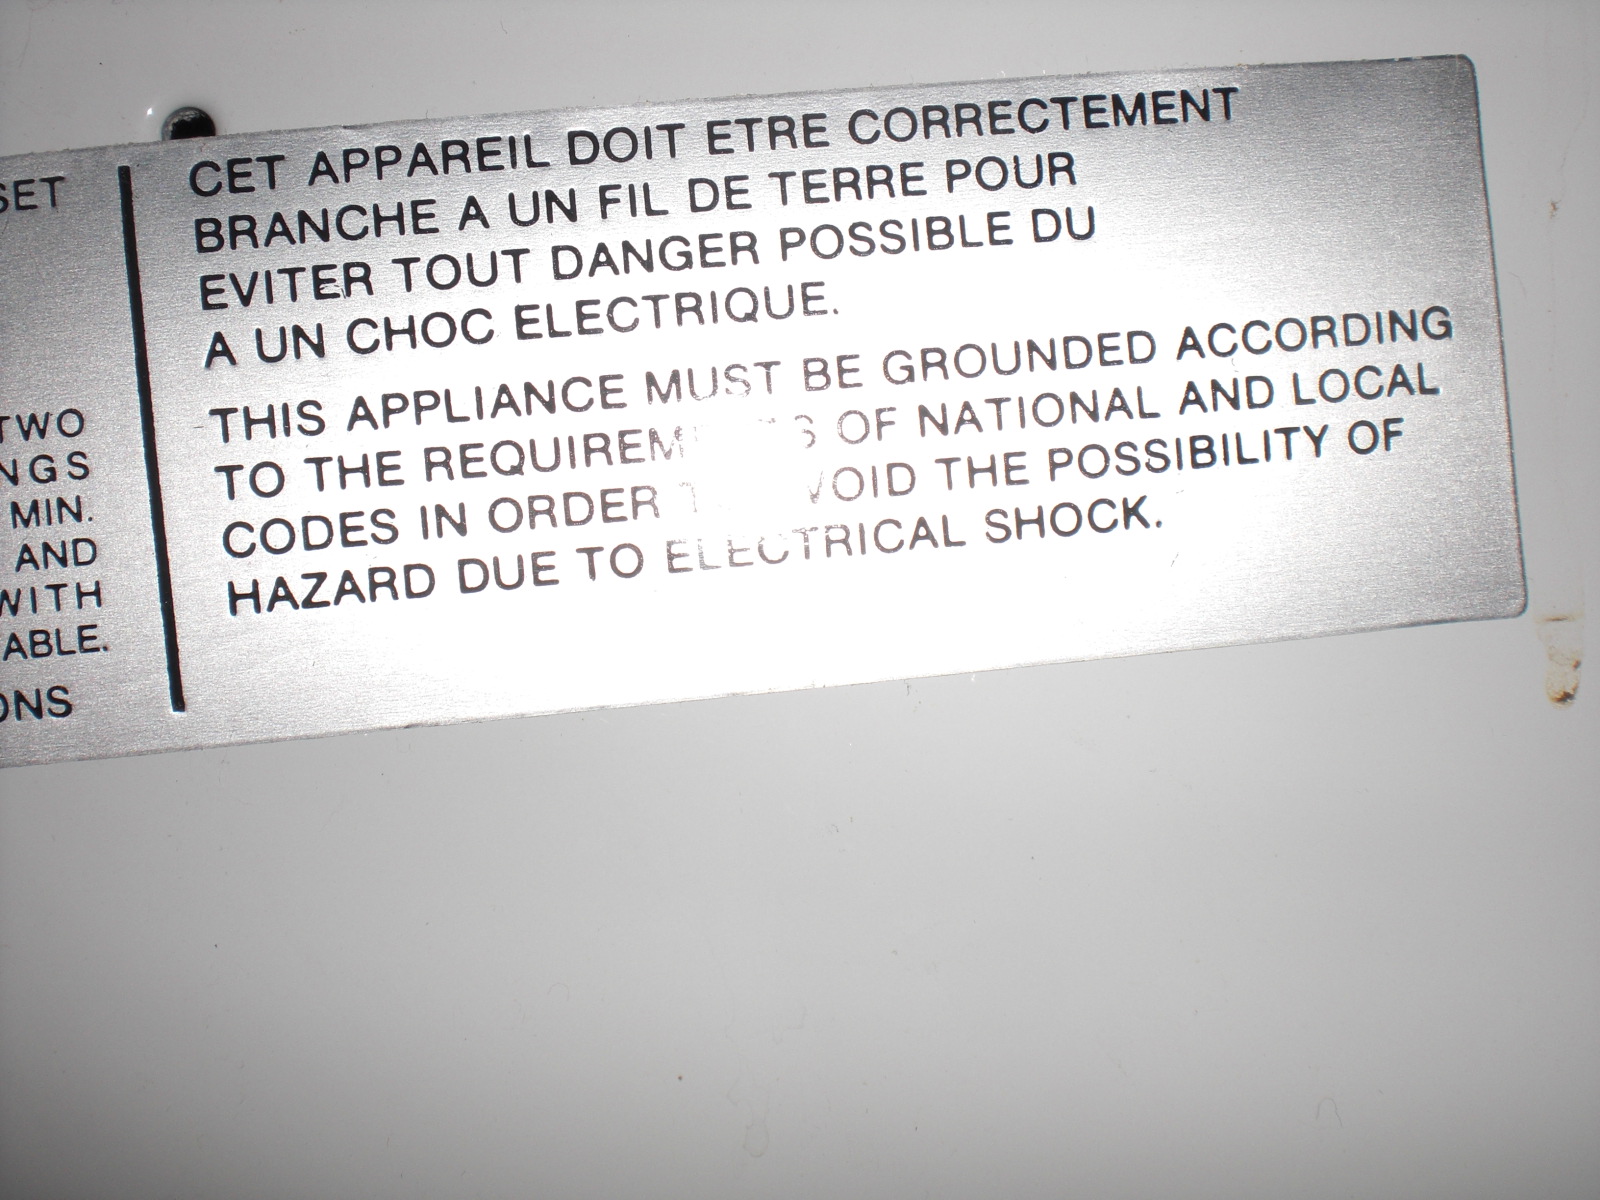 SET
TWO
NGS
MIN.
AND
WITH
ABLE.
ONS
CET APPAREIL DOIT ETRE CORRECTEMENT
BRANCHE A UN FIL DE TERRE POUR
EVITER TOUT DANGER POSSIBLE DU
A UN CHOC ELECTRIQUE.
THIS APPLIANCE MUST BE GROUNDED ACCORDING
TO THE OF NATIONAL AND LOCAL
CODES IN ORDER THE POSSIBILITY OF
HAZARD DUE TO ELECTRICAL SHOCK.